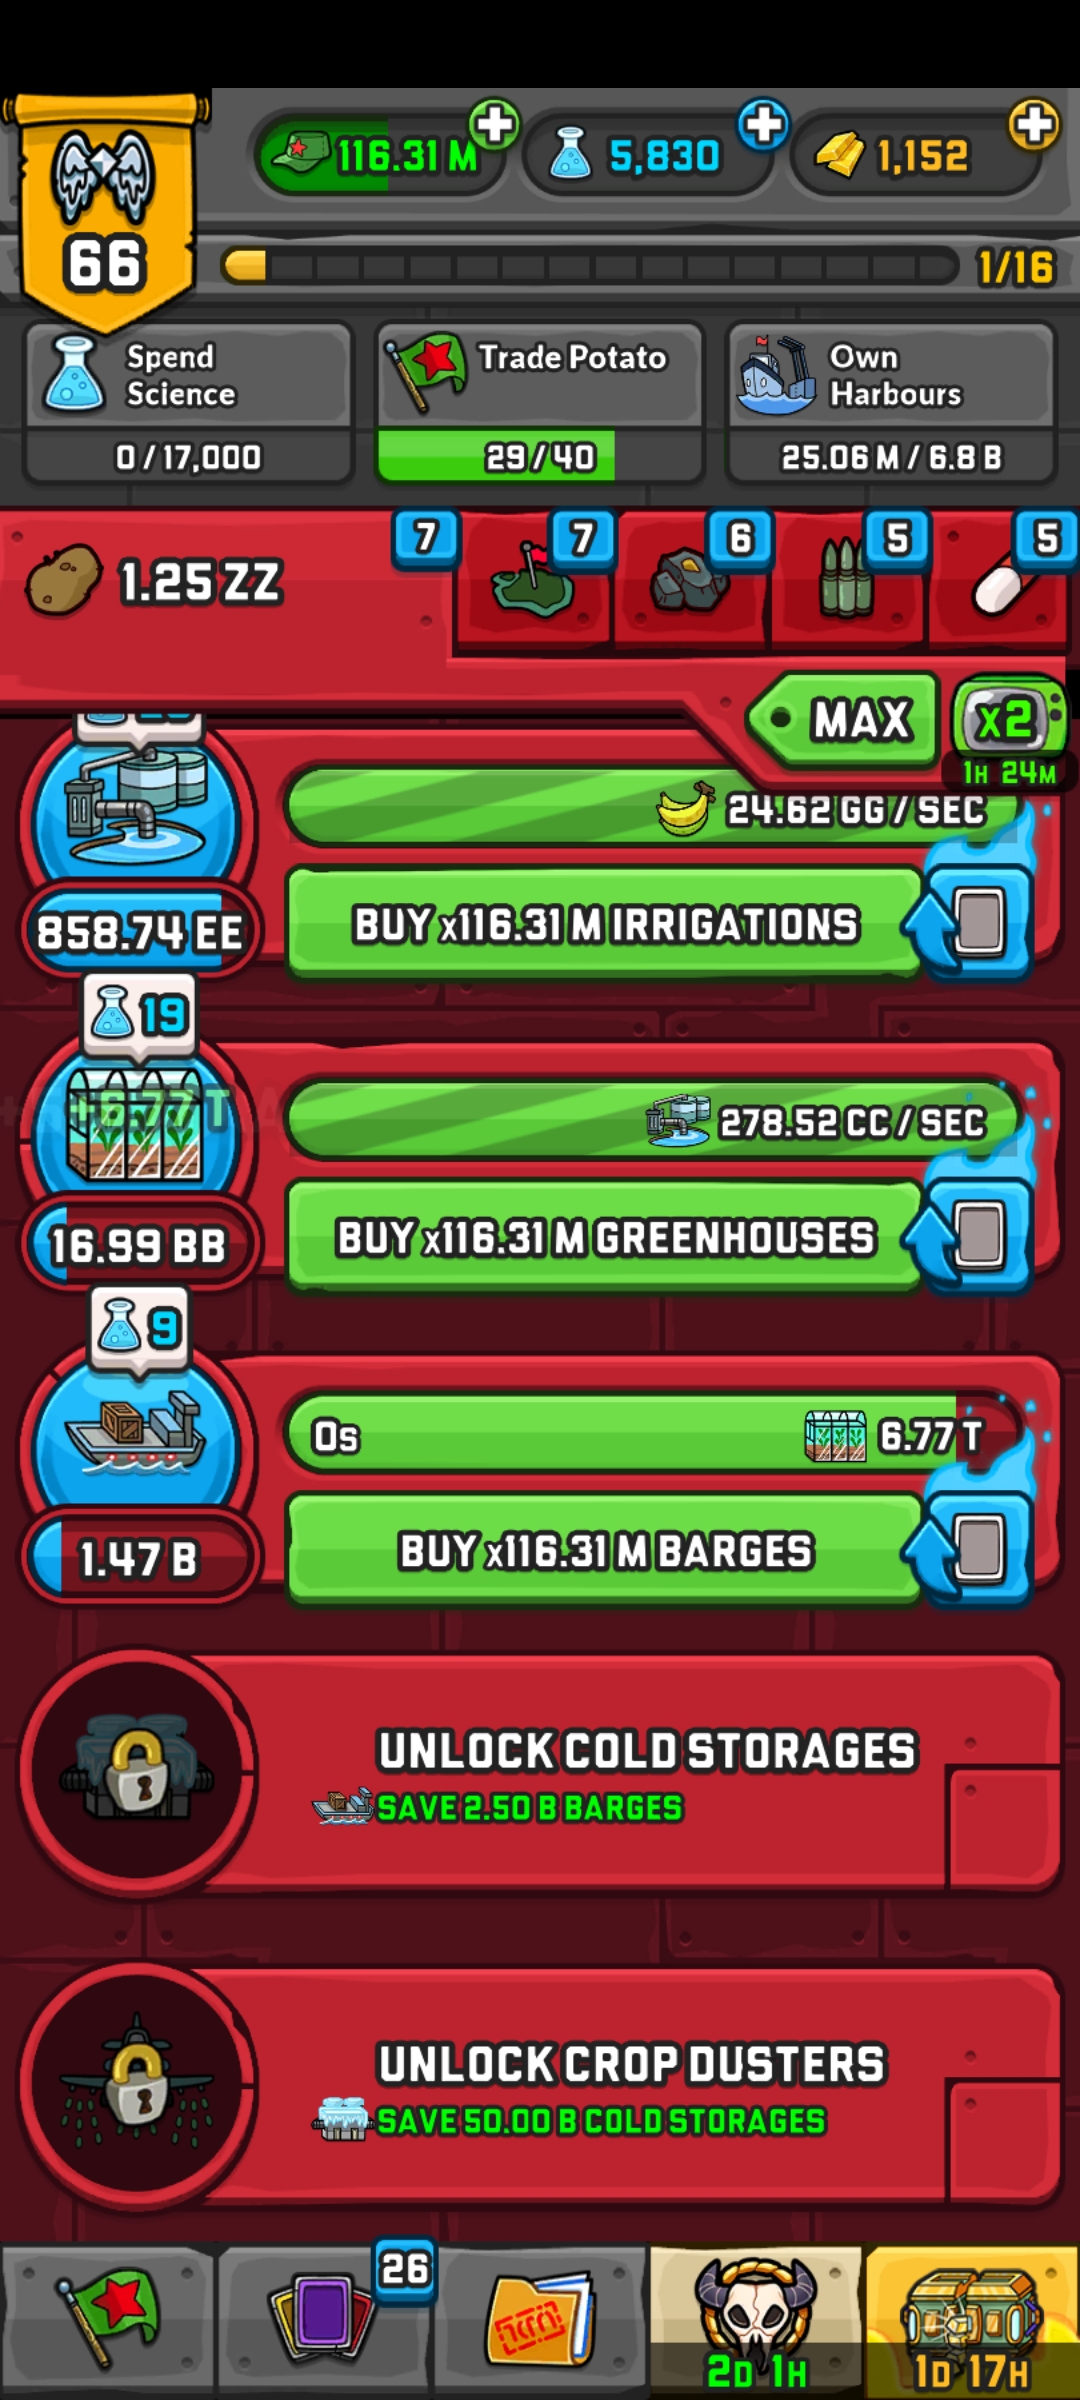 116.31 M
5,830
1,152
66
1/16
Spend
Science
0 / 17,000
Trade Potato
29 / 40
Own
Harbours
25.06 M / 6.8 B
1.25 ZZ
7
7
6
5
5
MAX
x2
1H 24M
24.62 GG / SEC
858.74 EE
BUY x116.31 M IRRIGATIONS
19
278.52 CC / SEC
+6.77 T
16.99 BB
BUY x116.31 M GREENHOUSES
9
0s
6.77 T
1.47 B
BUY x116.31 M BARGES
UNLOCK COLD STORAGES
SAVE 2.50 B BARGES
UNLOCK CROP DUSTERS
SAVE 50.00 B COLD STORAGES
26
2D 1H
1D 17H